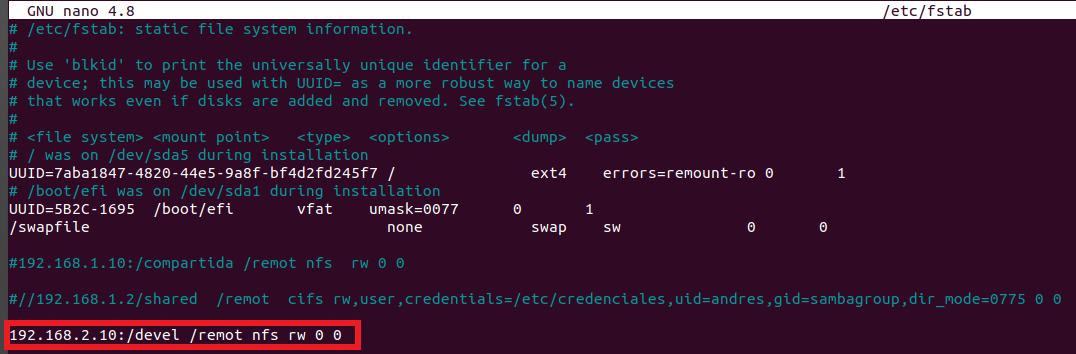 GNU nano 4.8 /etc/fstab
# /etc/fstab: static file system information.
#
# Use 'blkid' to print the universally unique identifier for a
# device; this may be used with UUID= as a more robust way to name devices
# that works even if disks are added and removed. See fstab(5).
#
# <file system> <mount point>   <type>  <options>       <dump>  <pass>
# / was on /dev/sda5 during installation
UUID=7aba1847-4820-44e5-9a8f-bf4d2fd245f7 /               ext4    errors=remount-ro 0       1
# /boot/efi was on /dev/sda1 during installation
UUID=5B2C-1695  /boot/efi       vfat    umask=0077      0       1
/swapfile                                 none            swap    sw              0       0
#192.168.1.10:/compartida /remot nfs  rw 0 0
#//192.168.1.2/shared  /remot  cifs rw,user,credentials=/etc/credenciales,uid=andres,gid=sambagroup,dir_mode=0775 0 0
192.168.2.10:/devel /remot nfs rw 0 0